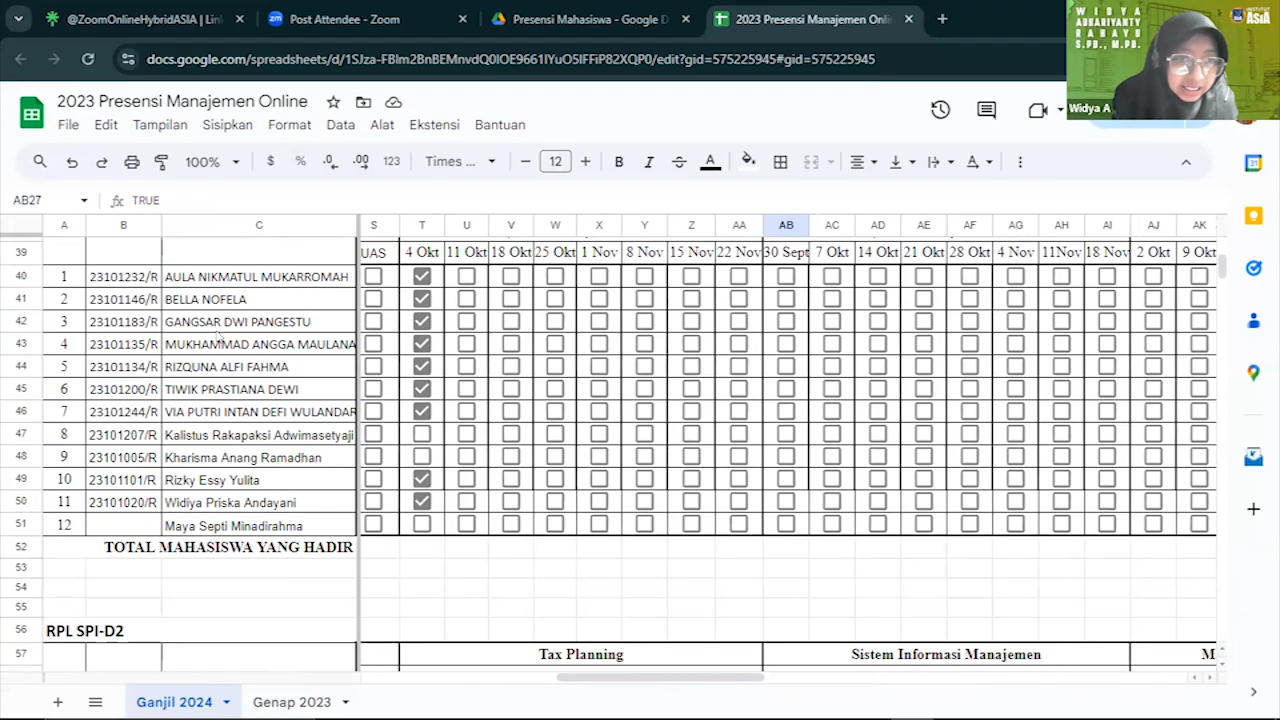 @ZoomOnlineHybridASIA | Lin
Post Attendee - Zoom
Presensi Mahasiswa - Google D
2023 Presensi Manajemen Onli
docs.google.com/spreadsheets/d/
/edit?gid=575225945#gid=575225945
WIDYA
ADHARIYANTY
RAHAYU
S.PD., M.PD.
INSTITUT
ASIA
Widya A
2023 Presensi Manajemen Online
File Edit Tampilan Sisipkan Format Data Alat Ekstensi Bantuan
100% $ % .0 .00 123 Times ... 12 B I A
AB27 fx TRUE
A B C S T U V W X Y Z AA AB AC AD AE AF AG AH AI AJ AK
39 UAS 4 Okt 11 Okt 18 Okt 25 Okt 1 Nov 8 Nov 15 Nov 22 Nov 30 Sept 7 Okt 14 Okt 21 Okt 28 Okt 4 Nov 11Nov 18 Nov 2 Okt 9 Okt
40 1 23101232/R AULA NIKMATUL MUKARROMAH
41 2 23101146/R BELLA NOFELA
42 3 23101183/R GANGSAR DWI PANGESTU
43 4 23101135/R MUKHAMMAD ANGGA MAULANA
44 5 23101134/R RIZQUNA ALFI FAHMA
45 6 23101200/R TIWIK PRASTIANA DEWI
46 7 23101244/R VIA PUTRI INTAN DEFI WULANDAR
47 8 23101207/R Kalistus Rakapaksi Adwimasetyaji
48 9 23101005/R Kharisma Anang Ramadhan
49 10 23101101/R Rizky Essy Yulita
50 11 23101020/R Widiya Priska Andayani
51 12 Maya Septi Minadirahma
52 TOTAL MAHASISWA YANG HADIR
53
54
55
56 RPL SPI-D2
57 Tax Planning Sistem Informasi Manajemen M
Ganjil 2024 Genap 2023